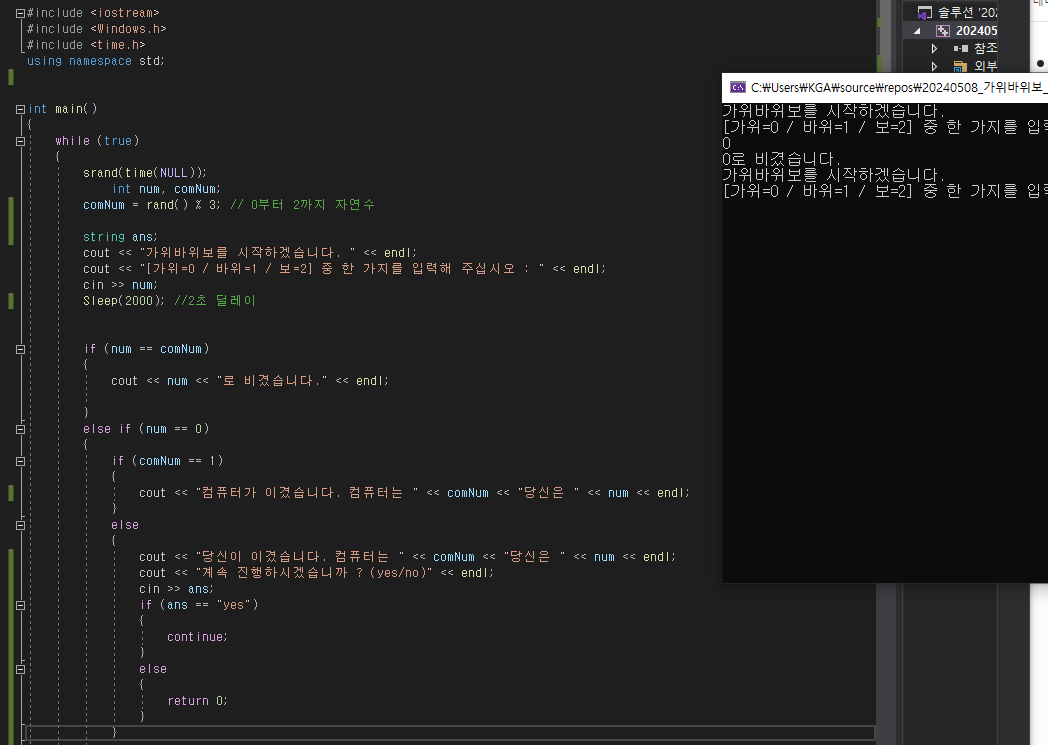 #include <iostream>
#include <Windows.h>
#include <time.h>
using namespace std;
int main()
{
while (true)
{
srand(time(NULL));
int num, comNum;
comNum = rand() % 3; // 0부터 2까지 자연수
string ans;
cout << "가위바위보를 시작하겠습니다. " << endl;
cout << "[가위=0 / 바위=1 / 보=2] 중 한 가지를 입력해 주십시오 : " << endl;
cin >> num;
Sleep(2000); //2초 딜레이
if (num == comNum)
{
cout << num << "로 비겼습니다." << endl;
}
else if (num == 0)
{
if (comNum == 1)
{
cout << "컴퓨터가 이겼습니다. 컴퓨터는 " << comNum << "당신은 " << num << endl;
}
else
{
cout << "당신이 이겼습니다. 컴퓨터는 " << comNum << "당신은 " << num << endl;
cout << "계속 진행하시겠습니까 ? (yes/no)" << endl;
cin >> ans;
if (ans == "yes")
{
continue;
}
else
{
return 0;
}
}
솔루션 '202
202405
참조
외부
C:\Users\KGA\source\repos\20240508_가위바위보_
가위바위보를 시작하겠습니다.
[가위=0 / 바위=1 / 보=2] 중 한 가지를 입
0
0로 비겼습니다.
가위바위보를 시작하겠습니다.
[가위=0 / 바위=1 / 보=2] 중 한 가지를 입